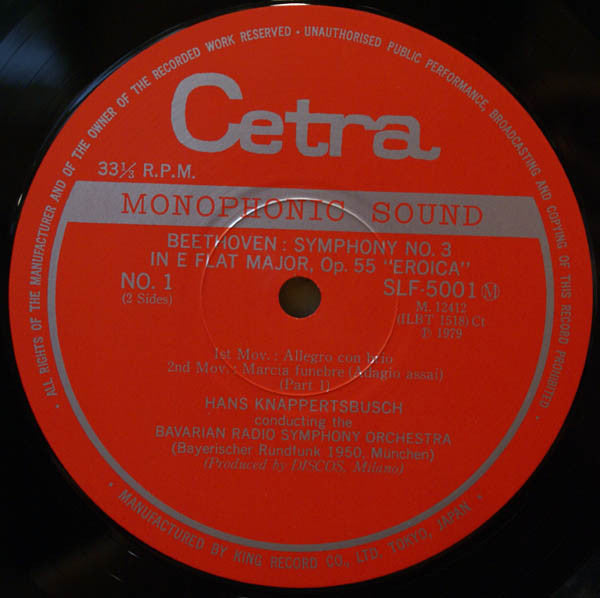 ALL RIGHTS OF THE MANUFACTURER AND OF THE OWNER OF THE RECORDED WORK RESERVED · UNAUTHORISED PUBLIC PERFORMANCE, BROADCASTING AND COPYING OF THIS RECORD PROHIBITED.
Cetra
33⅓ R.P.M.
MONOPHONIC SOUND
BEETHOVEN : SYMPHONY NO. 3
IN E FLAT MAJOR, Op. 55 "EROICA"
NO. 1 SLF-5001 Ⓜ
(2 Sides) M. 12412
(ILBT 1518) Ct
Ⓟ 1979
1st Mov. : Allegro con brio
2nd Mov. : Marcia funebre (Adagio assai)
(Part 1)
HANS KNAPPERTSBUSCH
conducting the
BAVARIAN RADIO SYMPHONY ORCHESTRA
(Bayerischer Rundfunk 1950, München)
(Produced by DISCOS, Milano)
* MANUFACTURED BY KING RECORD CO., LTD. TOKYO, JAPAN *